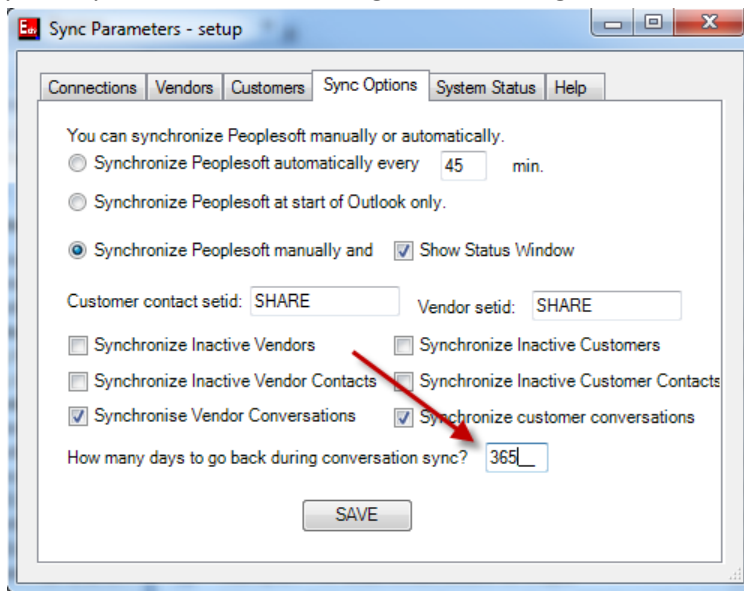 Edv Sync Parameters - setup
Connections Vendors Customers Sync Options System Status Help
You can synchronize Peoplesoft manually or automatically.
Synchronize Peoplesoft automatically every 45 min.
Synchronize Peoplesoft at start of Outlook only.
Synchronize Peoplesoft manually and Show Status Window
Customer contact setid: SHARE Vendor setid: SHARE
Synchronize Inactive Vendors Synchronize Inactive Customers
Synchronize Inactive Vendor Contacts Synchronize Inactive Customer Contacts
Synchronise Vendor Conversations Synchronize customer conversations
How many days to go back during conversation sync? 365__
SAVE